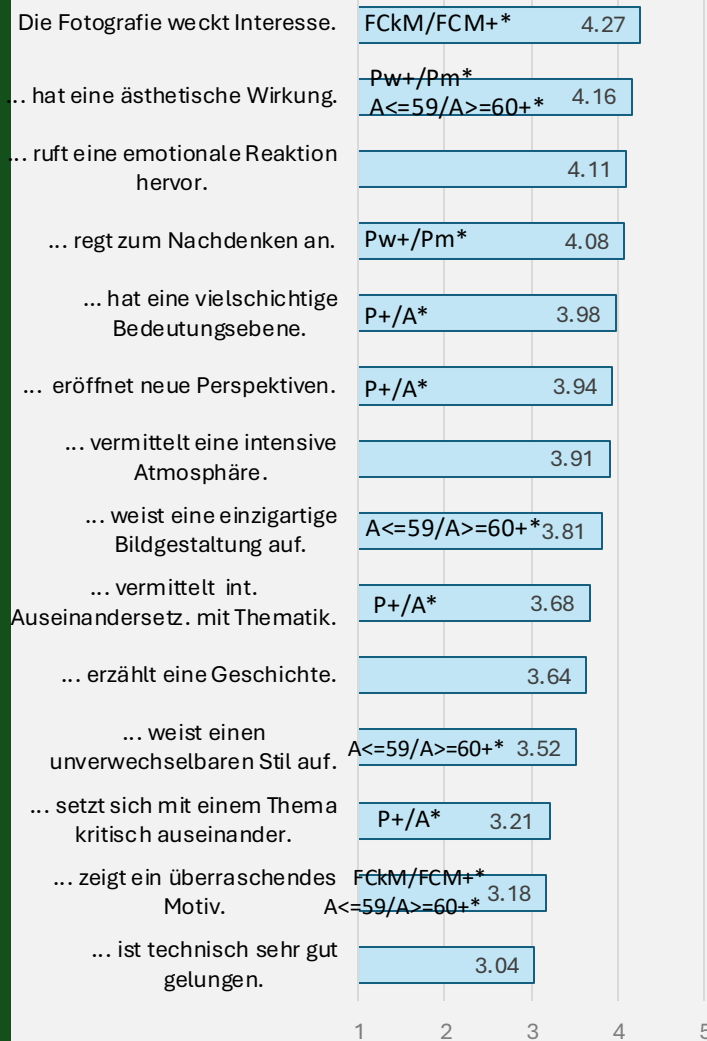 Die Fotografie weckt Interesse. FCkM/FCM+* 4.27
Pw+/Pm*
... hat eine ästhetische Wirkung. A<=59/A>=60+* 4.16
... ruft eine emotionale Reaktion
hervor. 4.11
... regt zum Nachdenken an. Pw+/Pm* 4.08
... hat eine vielschichtige
Bedeutungsebene. P+/A* 3.98
... eröffnet neue Perspektiven. P+/A* 3.94
... vermittelt eine intensive
Atmosphäre. 3.91
... weist eine einzigartige
Bildgestaltung auf. A<=59/A>=60+* 3.81
... vermittelt int.
Auseinandersetz. mit Thematik. P+/A* 3.68
... erzählt eine Geschichte. 3.64
... weist einen
unverwechselbaren Stil auf. A<=59/A>=60+* 3.52
... setzt sich mit einem Thema
kritisch auseinander. P+/A* 3.21
... zeigt ein überraschendes FCkM/FCM+*
Motiv. A<=59/A>=60+* 3.18
... ist technisch sehr gut
gelungen. 3.04
1 2 3 4 5